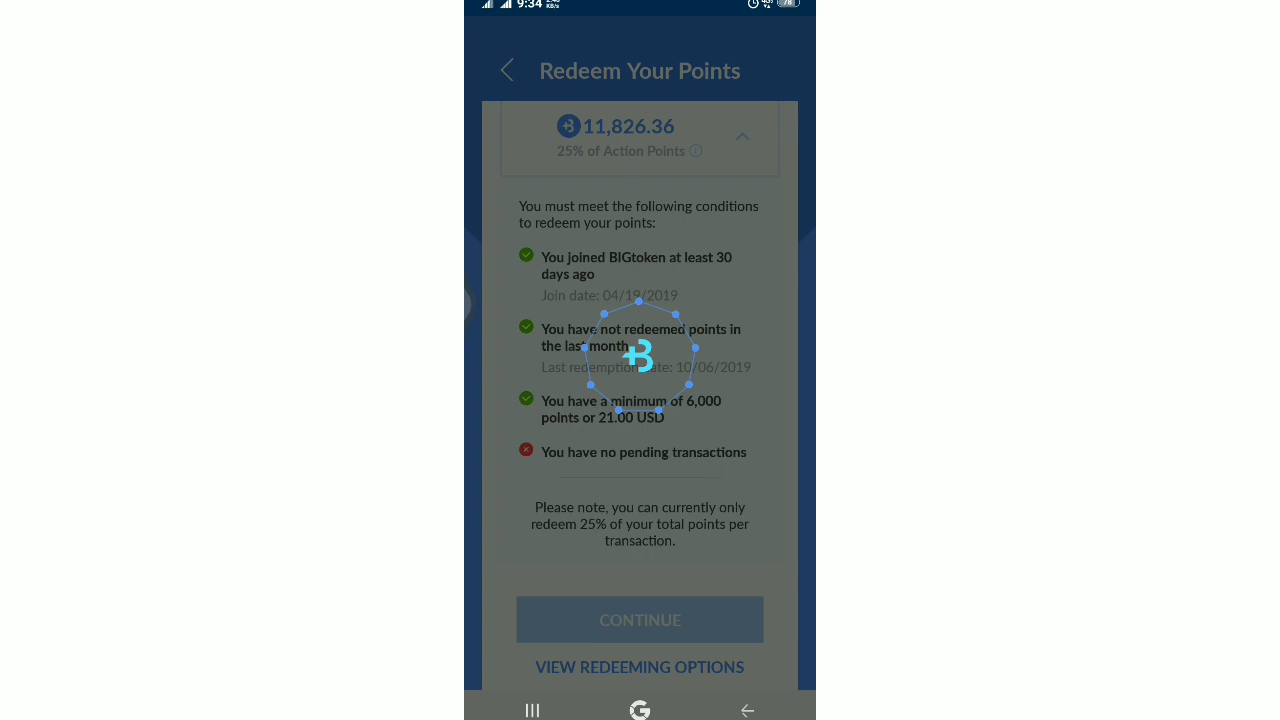 9:34
KB/s
78
Redeem Your Points
11,826.36
25% of Action Points
You must meet the following conditions
to redeem your points:
You joined BIGtoken at least 30
days ago
Join date: 04/19/2019
You have not redeemed points in
the last month
Last redemption date: 10/06/2019
You have a minimum of 6,000
points or 21.00 USD
You have no pending transactions
Please note, you can currently only
redeem 25% of your total points per
transaction.
CONTINUE
VIEW REDEEMING OPTIONS